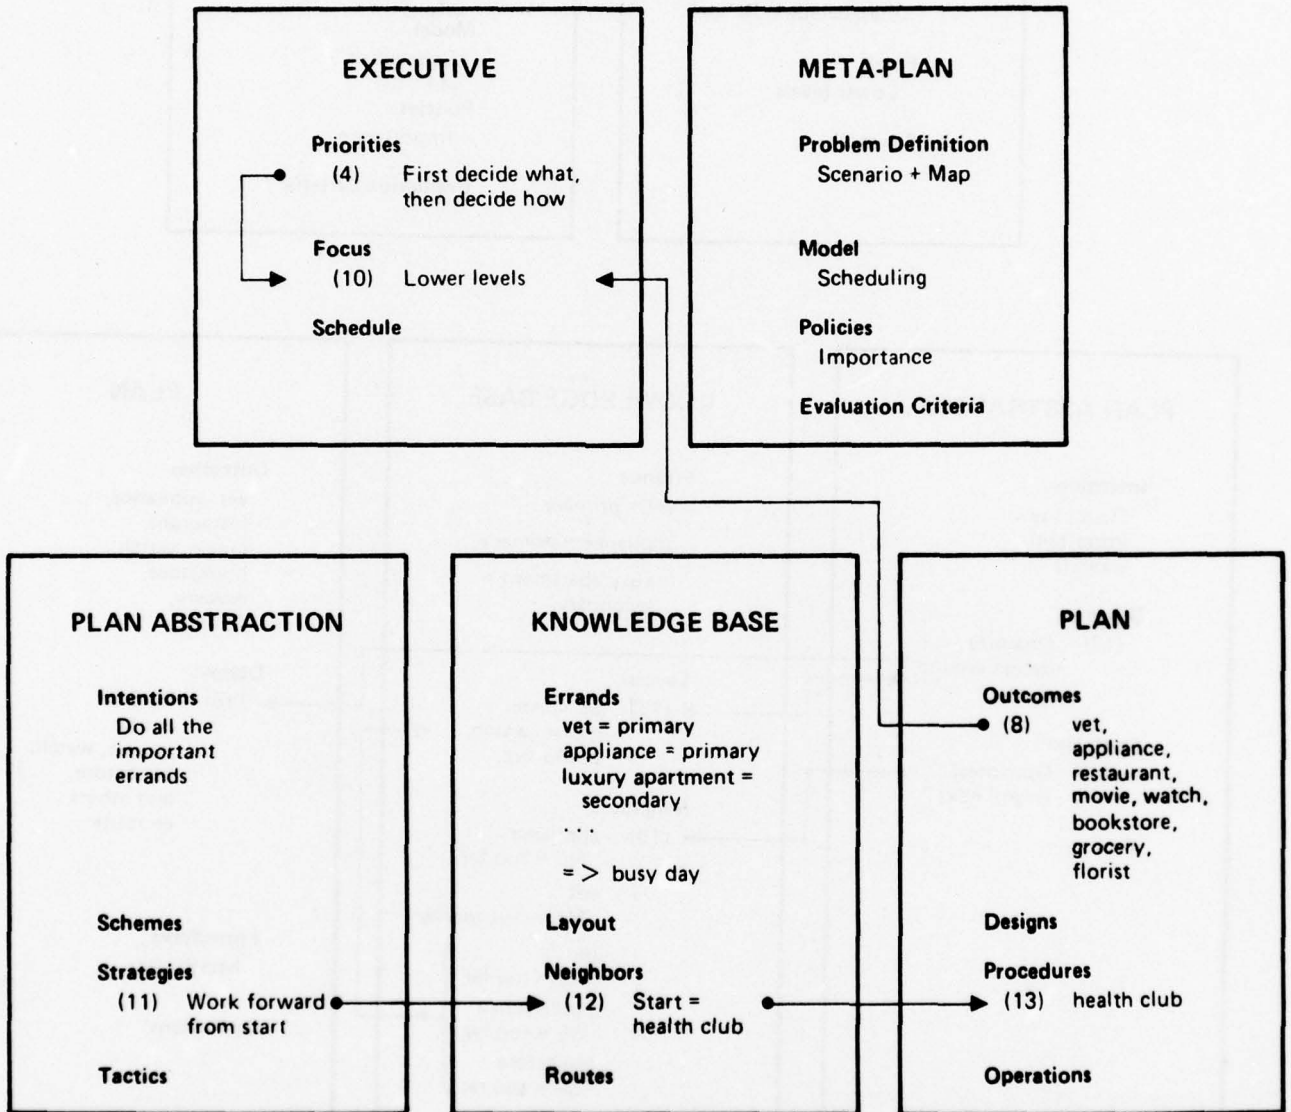 EXECUTIVE
Priorities
(4) First decide what,
then decide how
Focus
(10) Lower levels
Schedule
META-PLAN
Problem Definition
Scenario + Map
Model
Scheduling
Policies
Importance
Evaluation Criteria
PLAN ABSTRACTION
Intentions
Do all the
important
errands
Schemes
Strategies
(11) Work forward
from start
Tactics
KNOWLEDGE BASE
Errands
vet = primary
appliance = primary
luxury apartment =
secondary
. . .
= > busy day
Layout
Neighbors
(12) Start =
health club
Routes
PLAN
Outcomes
(8) vet,
appliance,
restaurant,
movie, watch,
bookstore,
grocery,
florist
Designs
Procedures
(13) health club
Operations